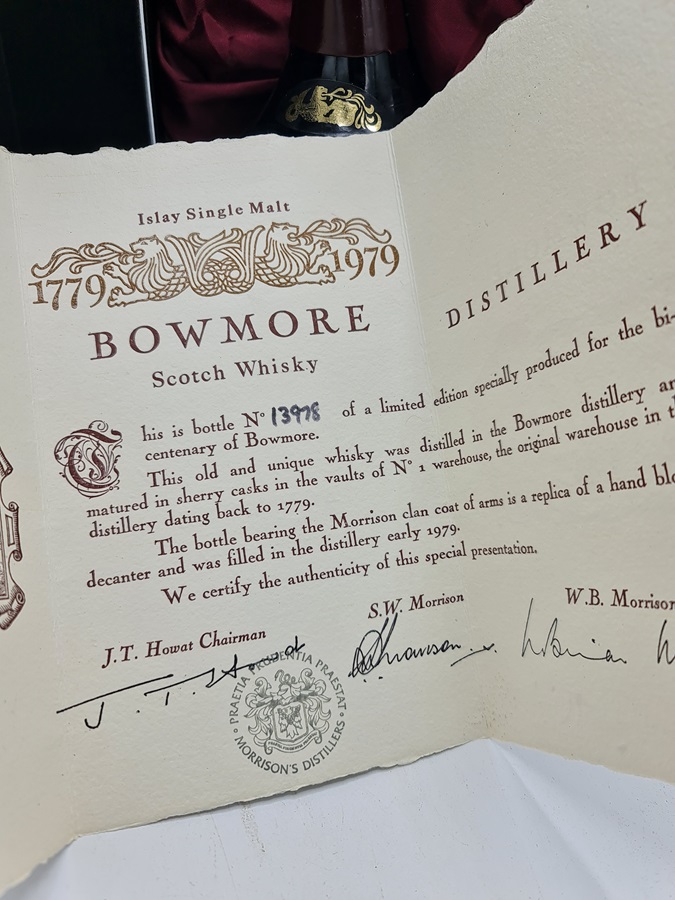 Islay Single Malt
1779 1979
BOWMORE
Scotch Whisky
DISTILLERY
This is bottle Nº 13978 of a limited edition specially produced for the bi-
centenary of Bowmore.
This old and unique whisky was distilled in the Bowmore distillery
matured in sherry casks in the vaults of Nº 1 warehouse, the original warehouse in
distillery dating back to 1779.
The bottle bearing the Morrison clan coat of arms is a replica of a hand
decanter and was filled in the distillery early 1979.
We certify the authenticity of this special presentation.
J.T. Howat Chairman
S.W. Morrison
W.B. Morrison
J. T. Howat
PRAETIO PRUDENTIA PRAESTAT
MORRISON'S DISTILLERS